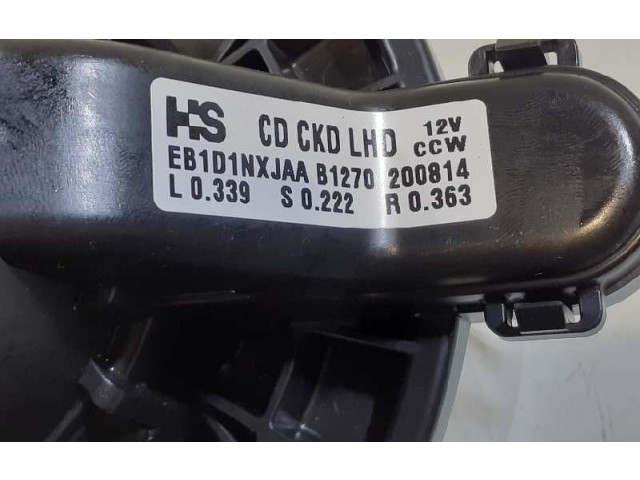 HS CD CKD LHD 12V CCW
EB1D1NXJAA B1270 200814
L 0.339 S 0.222 R 0.363